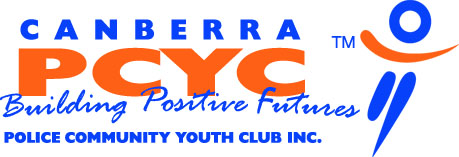 CANBERRA
PCYC TM
Building Positive Futures
POLICE COMMUNITY YOUTH CLUB INC.